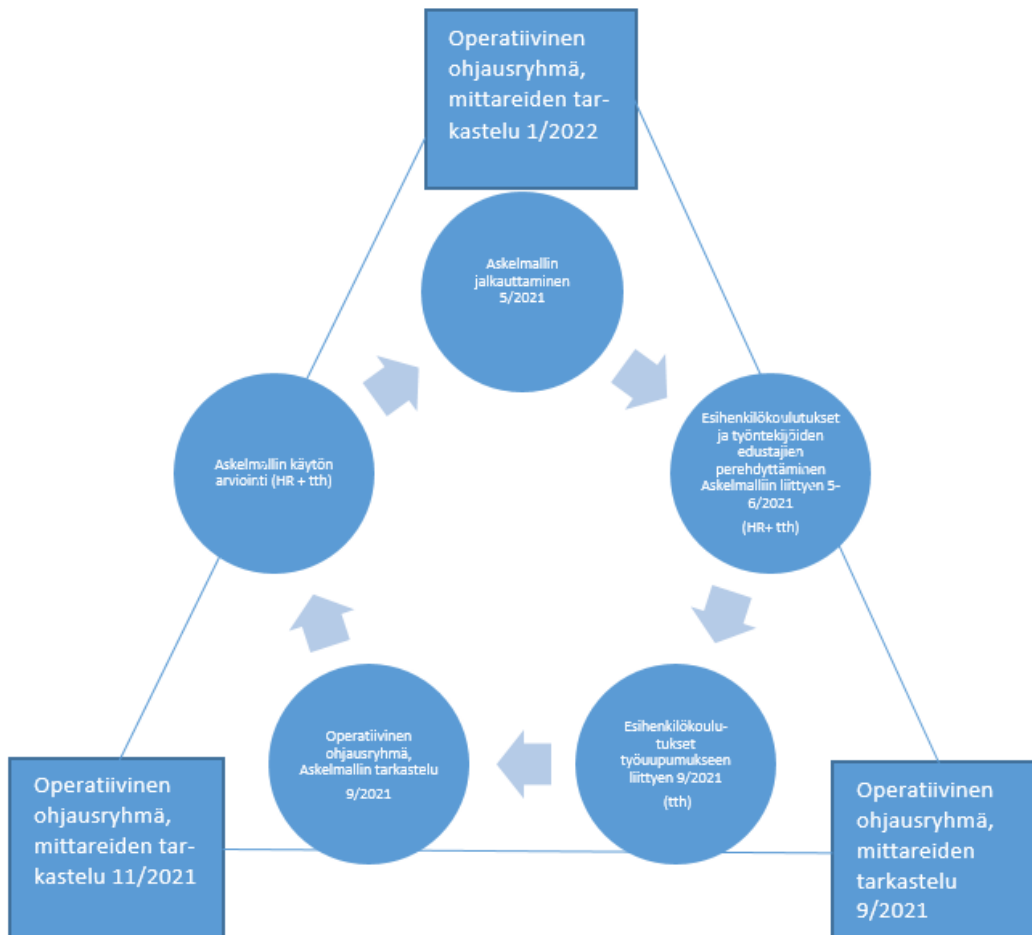 Operatiivinen
ohjausryhmä,
mittareiden tar-
kastelu 1/2022
Askelmallin
jalkauttaminen
5/2021
Esihenkilökoulutukset
ja työntekijöiden
edustajien
perehdyttäminen
Askelmalliin liittyen 5-
6/2021
(HR+ tth)
Askelmallin käytön
arviointi (HR + tth)
Esihenkilökoulu-
tukset
työuupumukseen
liittyen 9/2021
(tth)
Operatiivinen
ohjausryhmä,
Askelmallin tarkastelu
9/2021
Operatiivinen
ohjausryhmä,
mittareiden tar-
kastelu 11/2021
Operatiivinen
ohjausryhmä,
mittareiden
tarkastelu
9/2021